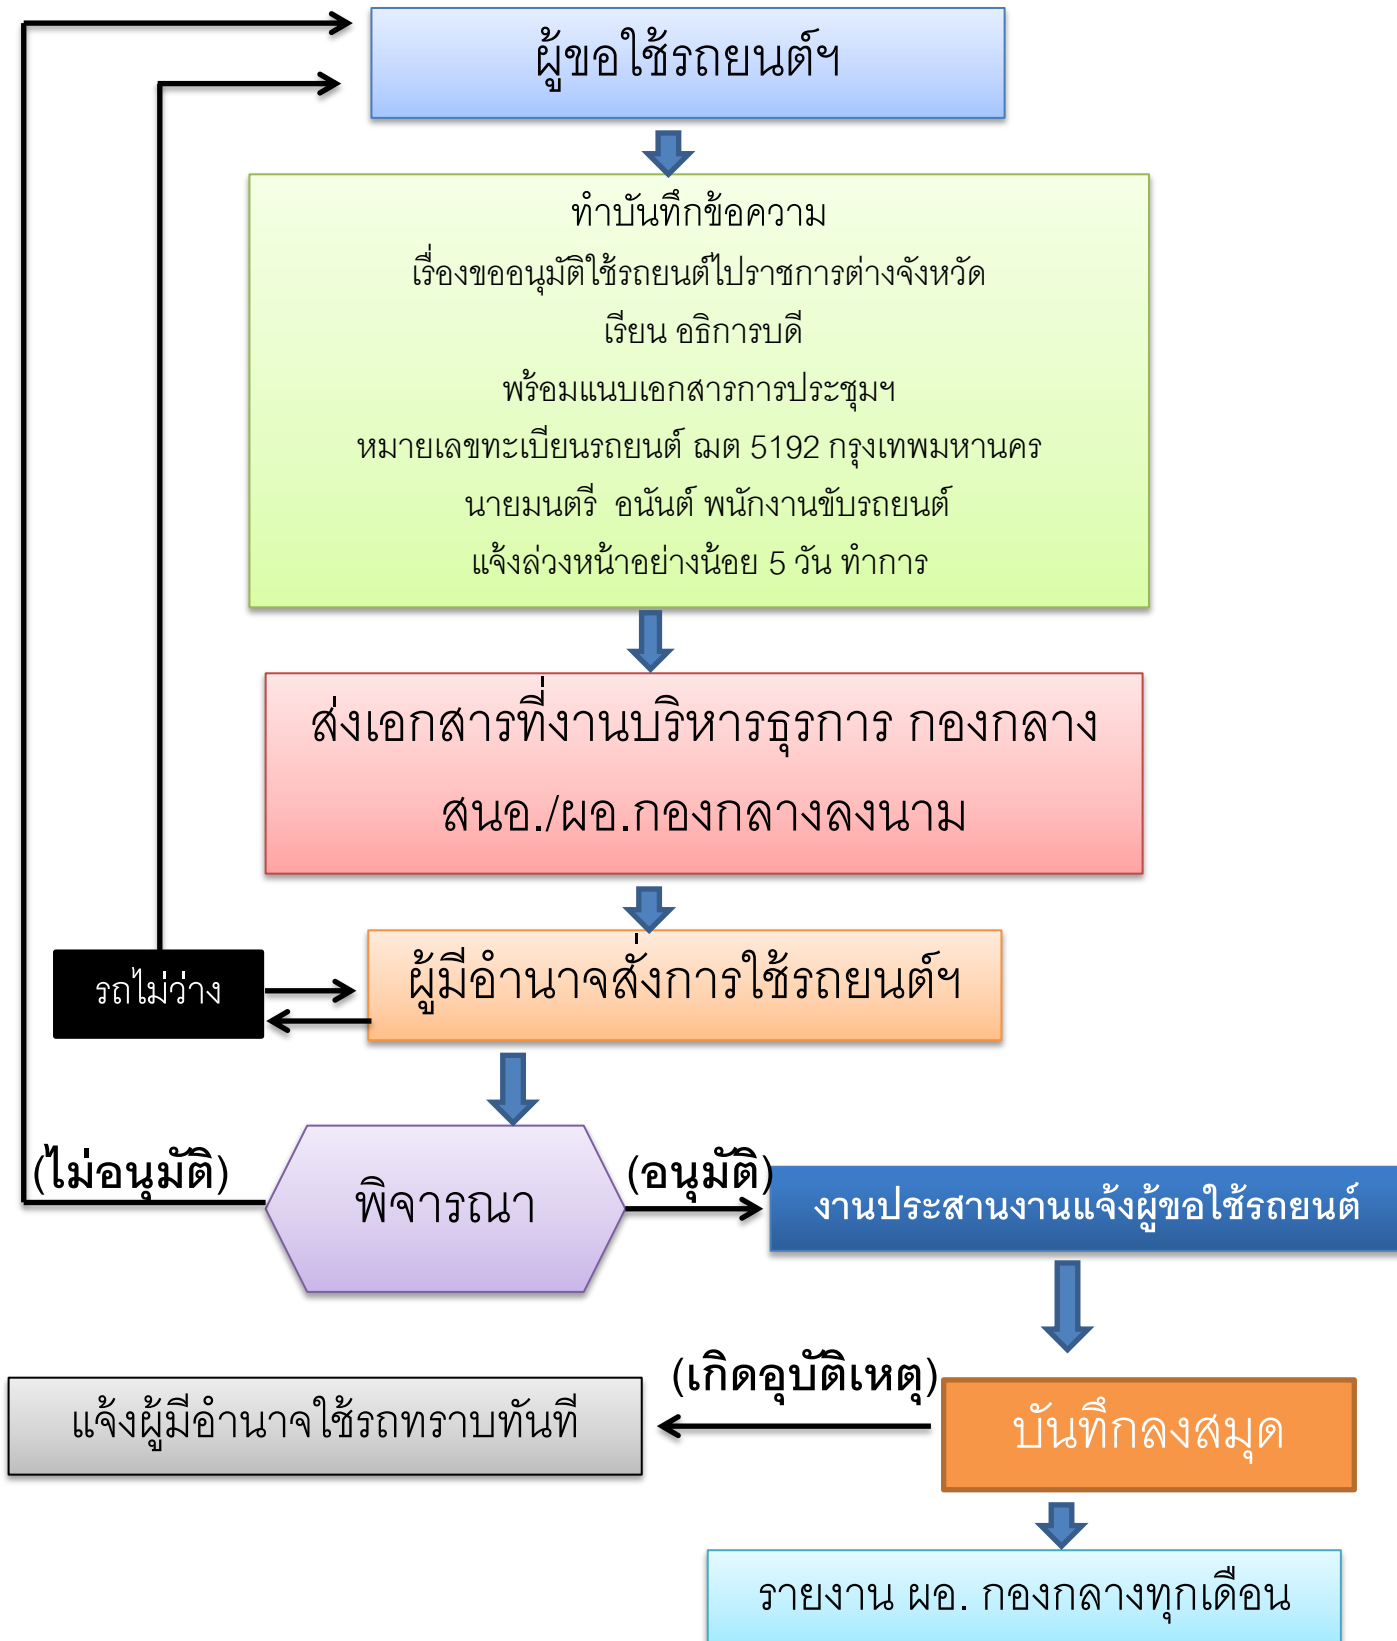 ผู้ขอใช้รถยนต์ฯ
ทำบันทึกข้อความ
เรื่องขออนุมัติใช้รถยนต์ไปราชการต่างจังหวัด
เรียน อธิการบดี
พร้อมแนบเอกสารการประชุมฯ
หมายเลขทะเบียนรถยนต์ ฌต 5192 กรุงเทพมหานคร
นายมนตรี อนันต์ พนักงานขับรถยนต์
แจ้งล่วงหน้าอย่างน้อย 5 วัน ทำการ
ส่งเอกสารที่งานบริหารธุรการ กองกลาง
สนอ./ผอ.กองกลางลงนาม
รถไม่ว่าง
ผู้มีอำนาจสั่งการใช้รถยนต์ฯ
(ไม่อนุมัติ)
พิจารณา
(อนุมัติ)
งานประสานงานแจ้งผู้ขอใช้รถยนต์
(เกิดอุบัติเหตุ)
แจ้งผู้มีอำนาจใช้รถทราบทันที
บันทึกลงสมุด
รายงาน ผอ. กองกลางทุกเดือน